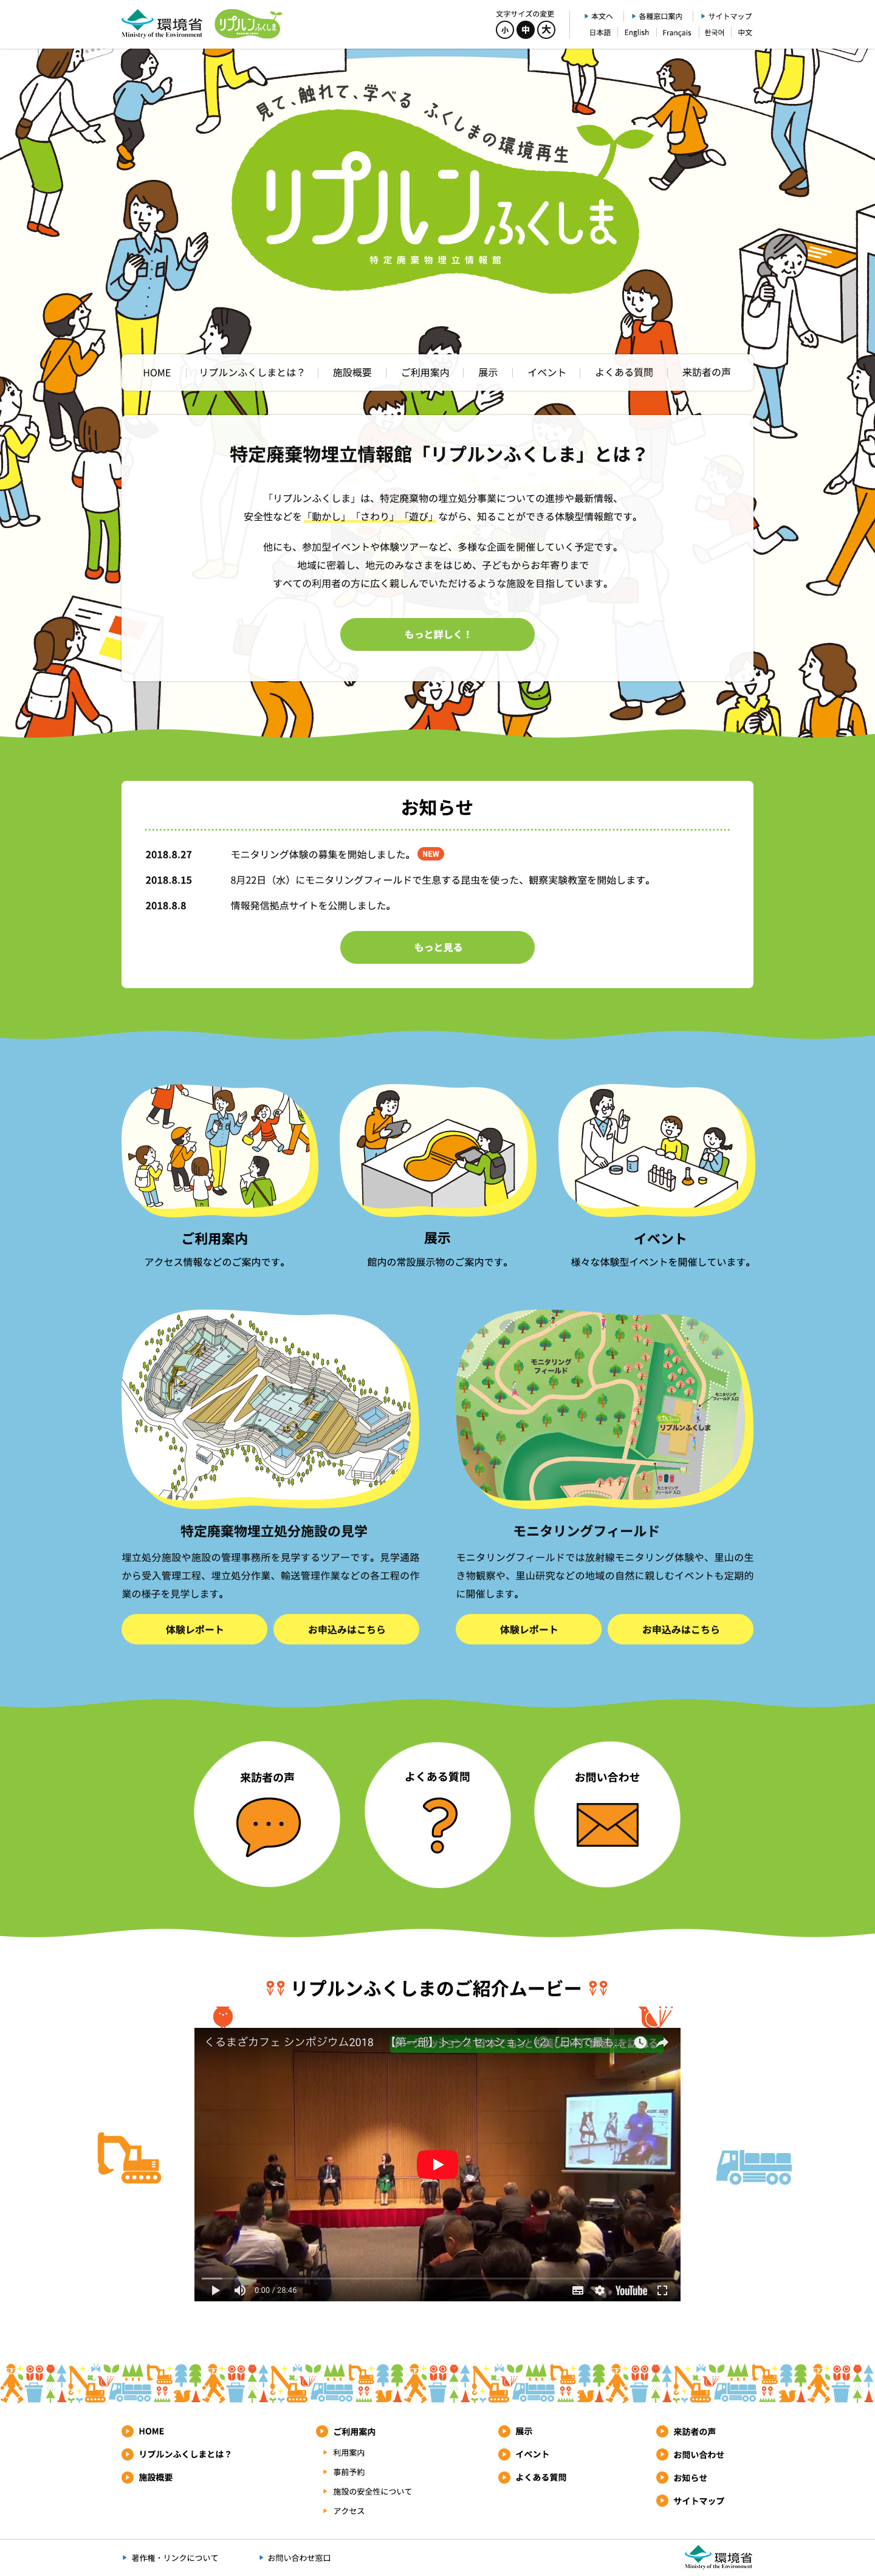 環境省
Ministry of the Environment
リプルンふくしま
文字サイズの変更
小 中 大
本文へ
各種窓口案内
サイトマップ
日本語
English
Français
한국어
中文
見て、触れて、学べる ふくしまの環境再生
リプルンふくしま
特定廃棄物埋立情報館
HOME
リプルンふくしまとは？
施設概要
ご利用案内
展示
イベント
よくある質問
来訪者の声
特定廃棄物埋立情報館「リプルンふくしま」とは？
「リプルンふくしま」は、特定廃棄物の埋立処分事業についての進捗や最新情報、
安全性などを「動かし」「さわり」「遊び」ながら、知ることができる体験型情報館です。
他にも、参加型イベントや体験ツアーなど、多様な企画を開催していく予定です。
地域に密着し、地元のみなさまをはじめ、子どもからお年寄りまで
すべての利用者の方に広く親しんでいただけるような施設を目指しています。
もっと詳しく！
お知らせ
2018.8.27 モニタリング体験の募集を開始しました。 NEW
2018.8.15 8月22日（水）にモニタリングフィールドで生息する昆虫を使った、観察実験教室を開始します。
2018.8.8 情報発信拠点サイトを公開しました。
もっと見る
ご利用案内
アクセス情報などのご案内です。
展示
館内の常設展示物のご案内です。
イベント
様々な体験型イベントを開催しています。
モニタリング
フィールド
モニタリング
フィールド入口
リプルンふくしま
モニタリング
フィールド入口
特定廃棄物埋立処分施設の見学
埋立処分施設や施設の管理事務所を見学するツアーです。見学通路
から受入管理工程、埋立処分作業、輸送管理作業などの各工程の作
業の様子を見学します。
体験レポート
お申込みはこちら
モニタリングフィールド
モニタリングフィールドでは放射線モニタリング体験や、里山の生
き物観察や、里山研究などの地域の自然に親しむイベントも定期的
に開催します。
体験レポート
お申込みはこちら
来訪者の声
よくある質問
お問い合わせ
リプルンふくしまのご紹介ムービー
くるまざカフェ シンポジウム2018 【第一部】トークセッション（②「日本で最も...
0:00 / 28:46
YouTube
HOME
リプルンふくしまとは？
施設概要
ご利用案内
利用案内
事前予約
施設の安全性について
アクセス
展示
イベント
よくある質問
来訪者の声
お問い合わせ
お知らせ
サイトマップ
著作権・リンクについて
お問い合わせ窓口
環境省
Ministry of the Environment